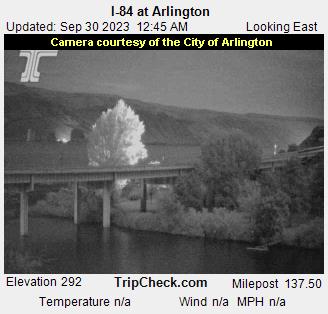 I-84 at Arlington
Updated: Sep 30 2023 12:45 AM Looking East
Camera courtesy of the City of Arlington
Elevation 292 TripCheck.com Milepost 137.50
Temperature n/a Wind n/a MPH n/a